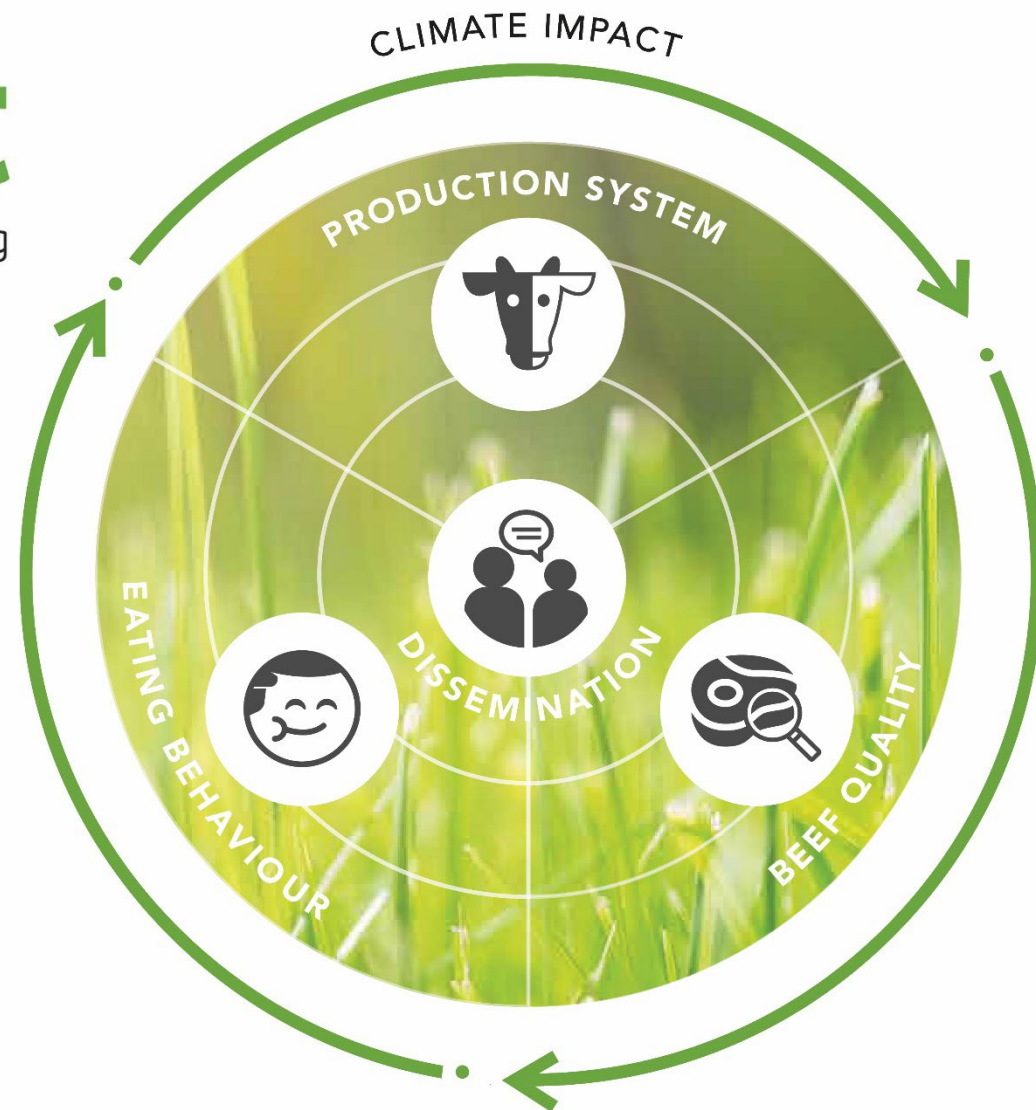 CLIMATE IMPACT
PRODUCTION SYSTEM
DISSEMINATION
EATING BEHAVIOUR
BEEF QUALITY